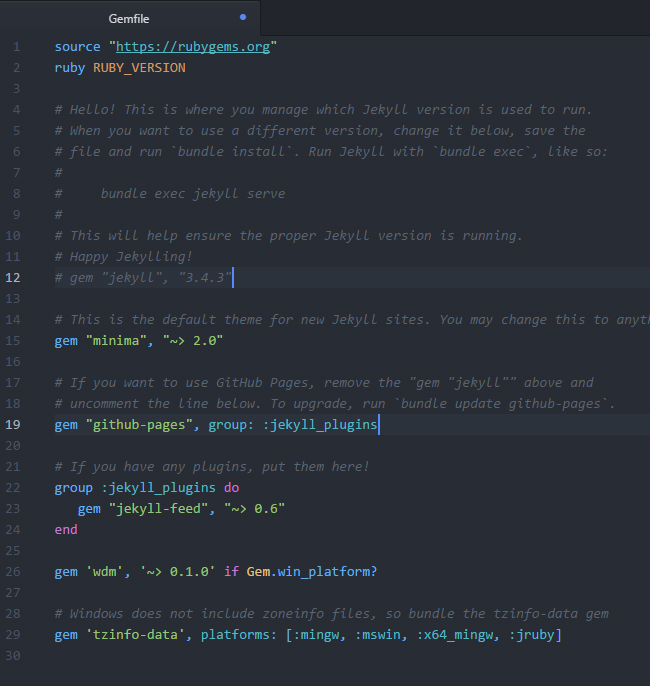 Gemfile
1 source "https://rubygems.org"
2 ruby RUBY_VERSION
3
4 # Hello! This is where you manage which Jekyll version is used to run.
5 # When you want to use a different version, change it below, save the
6 # file and run `bundle install`. Run Jekyll with `bundle exec`, like so:
7 #
8 #     bundle exec jekyll serve
9 #
10 # This will help ensure the proper Jekyll version is running.
11 # Happy Jekylling!
12 # gem "jekyll", "3.4.3"
13
14 # This is the default theme for new Jekyll sites. You may change this to anyth
15 gem "minima", "~> 2.0"
16
17 # If you want to use GitHub Pages, remove the "gem "jekyll"" above and
18 # uncomment the line below. To upgrade, run `bundle update github-pages`.
19 gem "github-pages", group: :jekyll_plugins
20
21 # If you have any plugins, put them here!
22 group :jekyll_plugins do
23    gem "jekyll-feed", "~> 0.6"
24 end
25
26 gem 'wdm', '~> 0.1.0' if Gem.win_platform?
27
28 # Windows does not include zoneinfo files, so bundle the tzinfo-data gem
29 gem 'tzinfo-data', platforms: [:mingw, :mswin, :x64_mingw, :jruby]
30